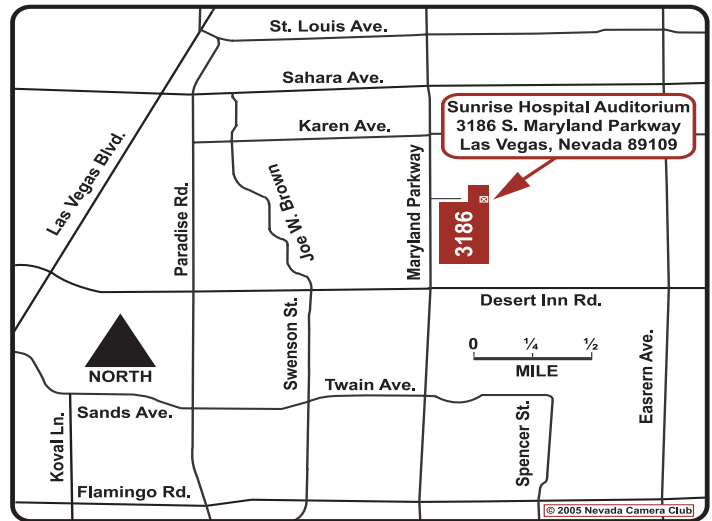 St. Louis Ave.
Sahara Ave.
Sunrise Hospital Auditorium
3186 S. Maryland Parkway
Las Vegas, Nevada 89109
Karen Ave.
Las Vegas Blvd.
Paradise Rd.
Joe W. Brown
Maryland Parkway
3186
Desert Inn Rd.
Swenson St.
0 ¼ ½
MILE
NORTH
Twain Ave.
Sands Ave.
Easrern Ave.
Koval Ln.
Spencer St.
Flamingo Rd.
© 2005 Nevada Camera Club